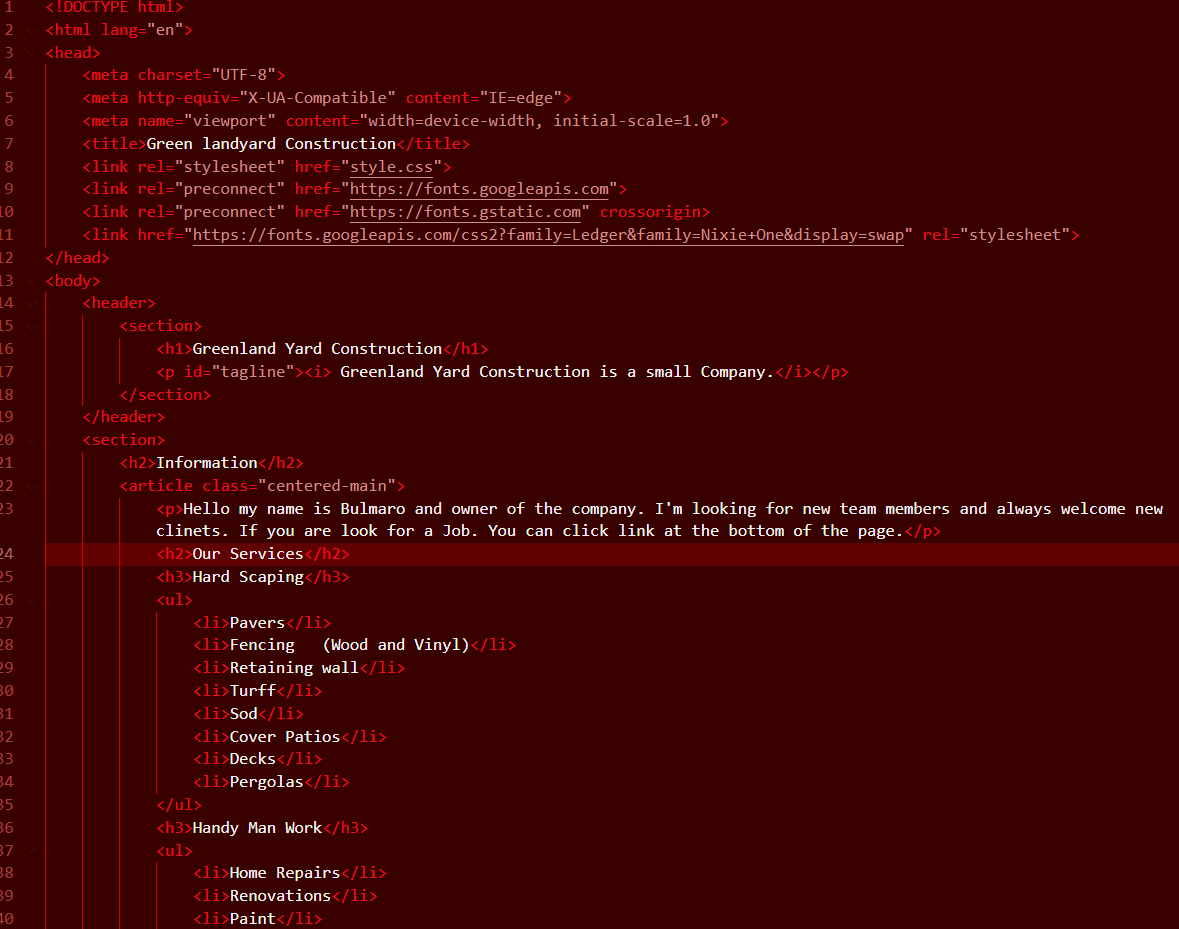 1 <!DOCTYPE html>
2 <html lang="en">
3 <head>
4 <meta charset="UTF-8">
5 <meta http-equiv="X-UA-Compatible" content="IE=edge">
6 <meta name="viewport" content="width=device-width, initial-scale=1.0">
7 <title>Green landyard Construction</title>
8 <link rel="stylesheet" href="style.css">
9 <link rel="preconnect" href="https://fonts.googleapis.com">
10 <link rel="preconnect" href="https://fonts.gstatic.com" crossorigin>
11 <link href="https://fonts.googleapis.com/css2?family=Ledger&family=Nixie+One&display=swap" rel="stylesheet">
12 </head>
13 <body>
14 <header>
15 <section>
16 <h1>Greenland Yard Construction</h1>
17 <p id="tagline"><i> Greenland Yard Construction is a small Company.</i></p>
18 </section>
19 </header>
20 <section>
21 <h2>Information</h2>
22 <article class="centered-main">
23 <p>Hello my name is Bulmaro and owner of the company. I'm looking for new team members and always welcome new
clinets. If you are look for a Job. You can click link at the bottom of the page.</p>
24 <h2>Our Services</h2>
25 <h3>Hard Scaping</h3>
26 <ul>
27 <li>Pavers</li>
28 <li>Fencing   (Wood and Vinyl)</li>
29 <li>Retaining wall</li>
30 <li>Turff</li>
31 <li>Sod</li>
32 <li>Cover Patios</li>
33 <li>Decks</li>
34 <li>Pergolas</li>
35 </ul>
36 <h3>Handy Man Work</h3>
37 <ul>
38 <li>Home Repairs</li>
39 <li>Renovations</li>
40 <li>Paint</li>